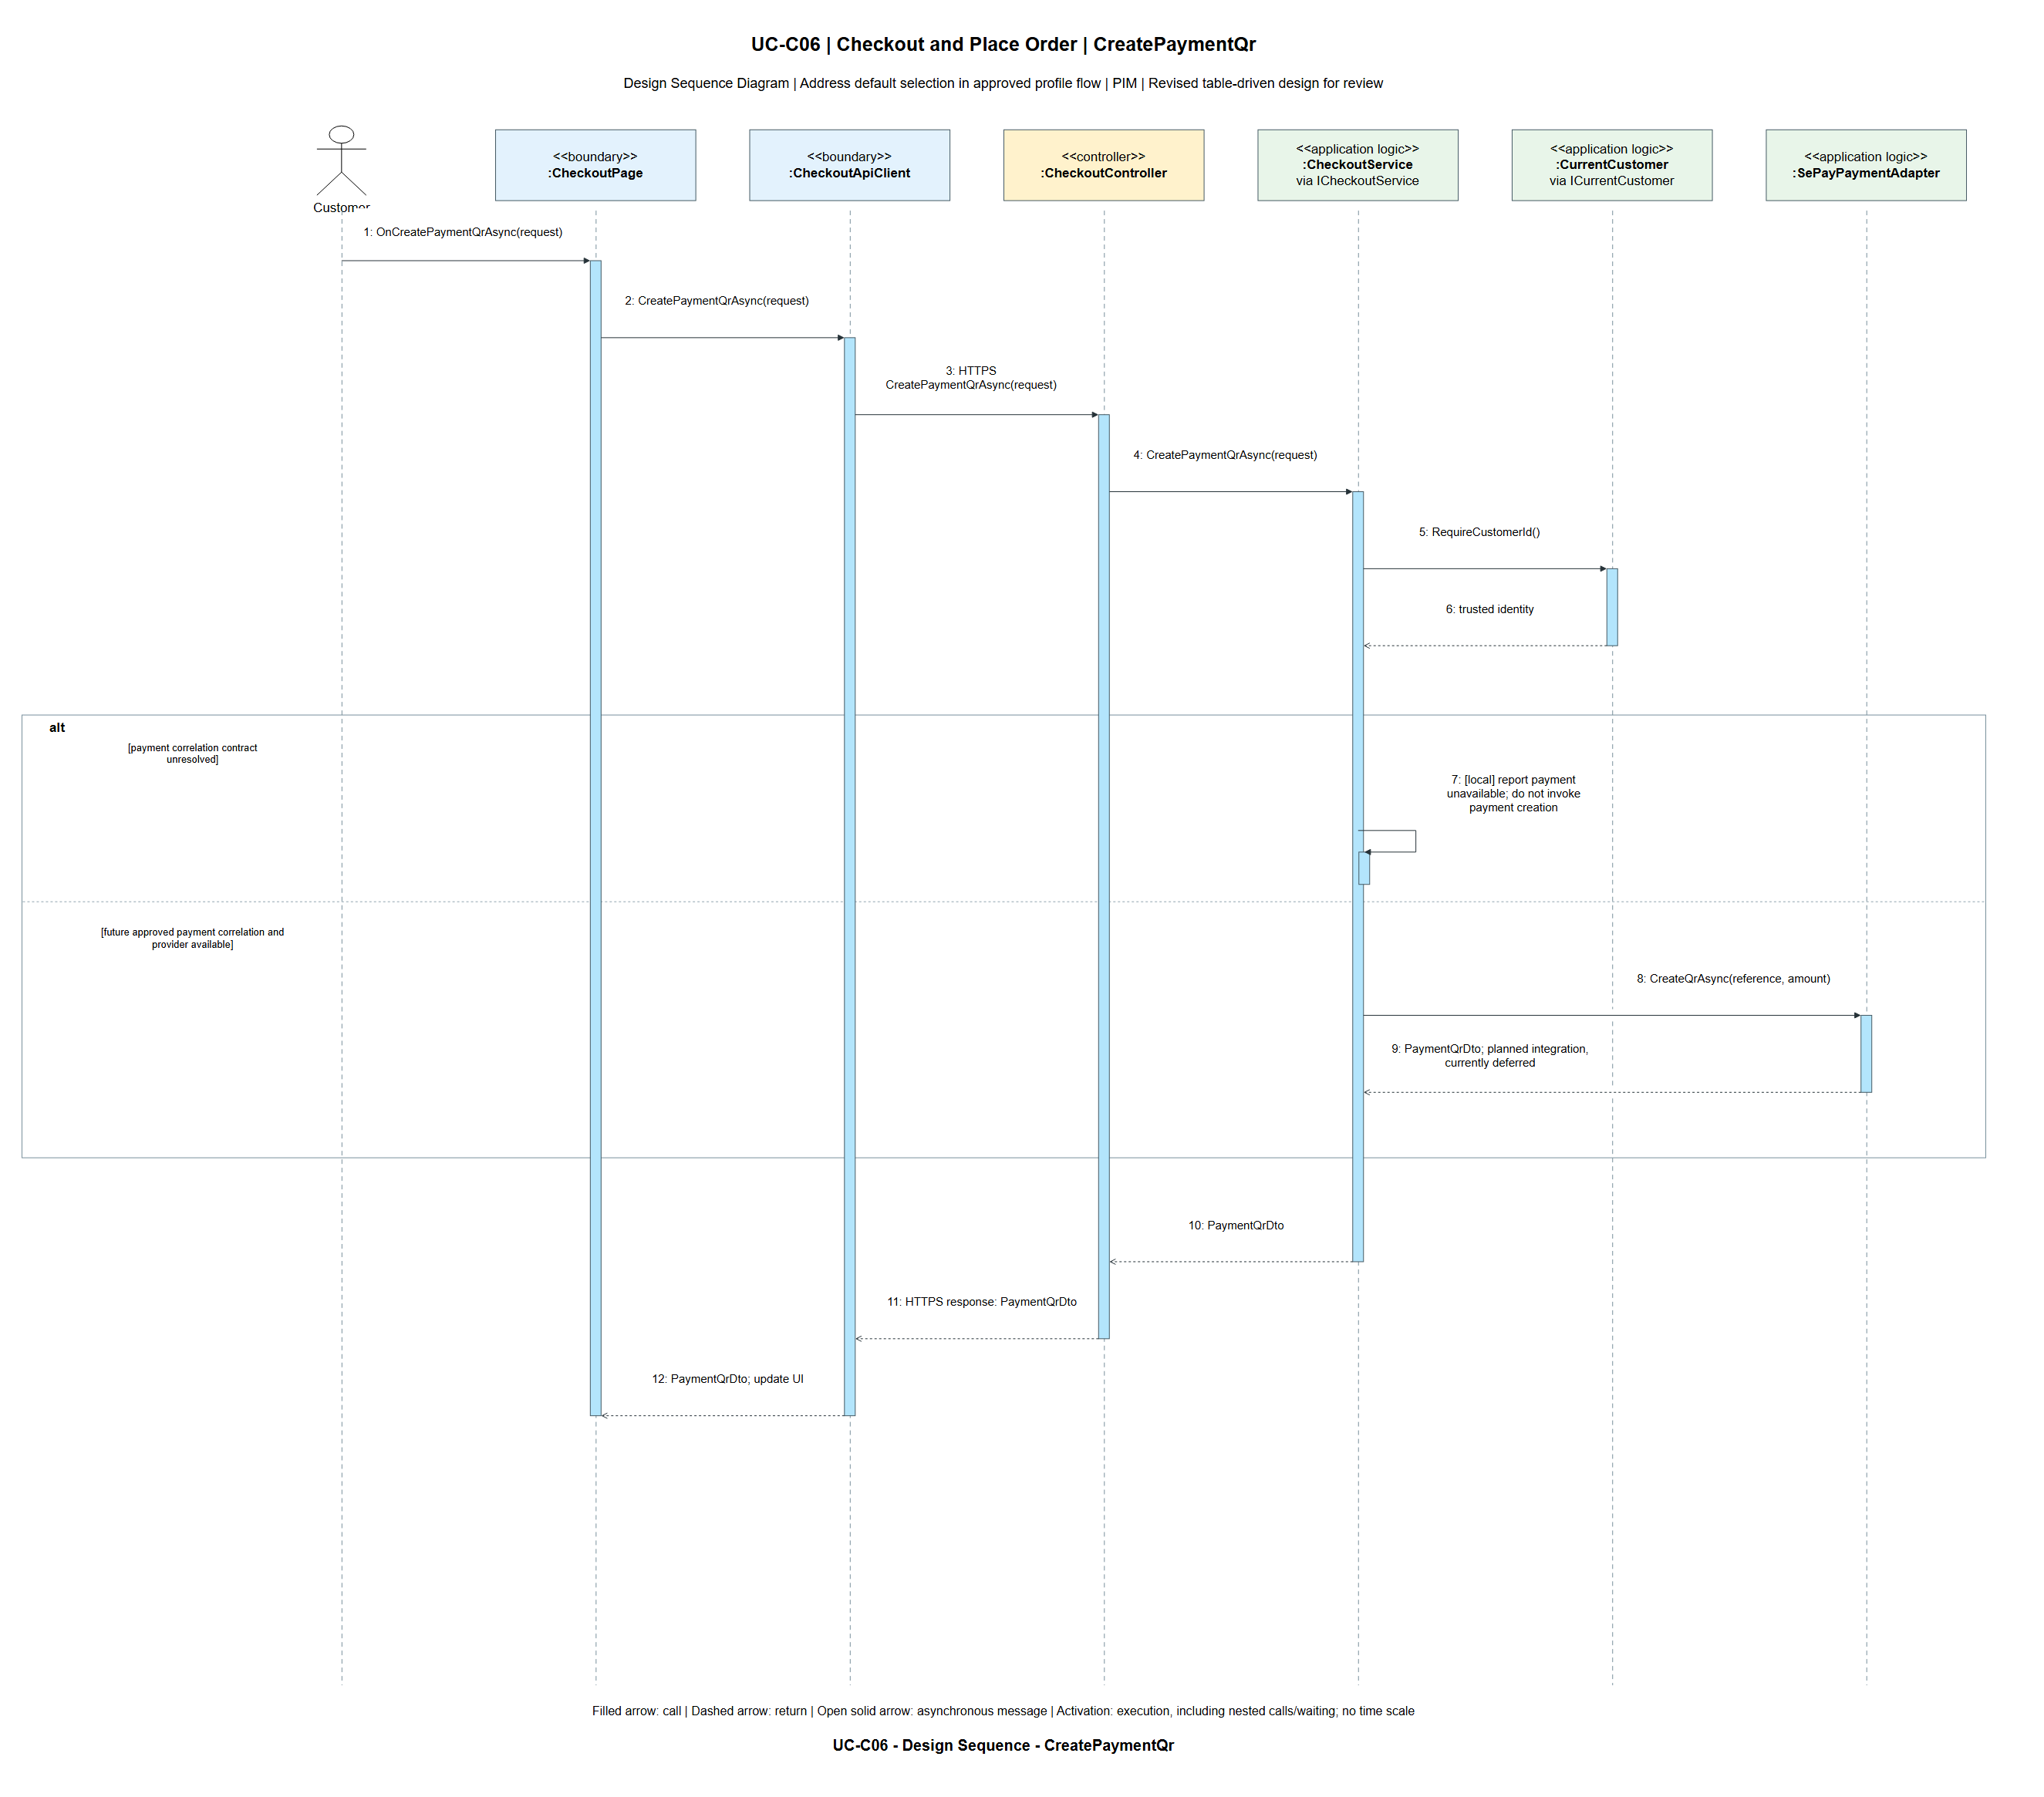 UC-C06 | Checkout and Place Order | CreatePaymentQr
Design Sequence Diagram | Address default selection in approved profile flow | PIM | Revised table-driven design for review
Customer
<<boundary>>
:CheckoutPage
<<boundary>>
:CheckoutApiClient
<<controller>>
:CheckoutController
<<application logic>>
:CheckoutService
via ICheckoutService
<<application logic>>
:CurrentCustomer
via ICurrentCustomer
<<application logic>>
:SePayPaymentAdapter
1: OnCreatePaymentQrAsync(request)
2: CreatePaymentQrAsync(request)
3: HTTPS
CreatePaymentQrAsync(request)
4: CreatePaymentQrAsync(request)
5: RequireCustomerId()
6: trusted identity
alt
[payment correlation contract
unresolved]
7: [local] report payment
unavailable; do not invoke
payment creation
[future approved payment correlation and
provider available]
8: CreateQrAsync(reference, amount)
9: PaymentQrDto; planned integration,
currently deferred
10: PaymentQrDto
11: HTTPS response: PaymentQrDto
12: PaymentQrDto; update UI
Filled arrow: call | Dashed arrow: return | Open solid arrow: asynchronous message | Activation: execution, including nested calls/waiting; no time scale
UC-C06 - Design Sequence - CreatePaymentQr